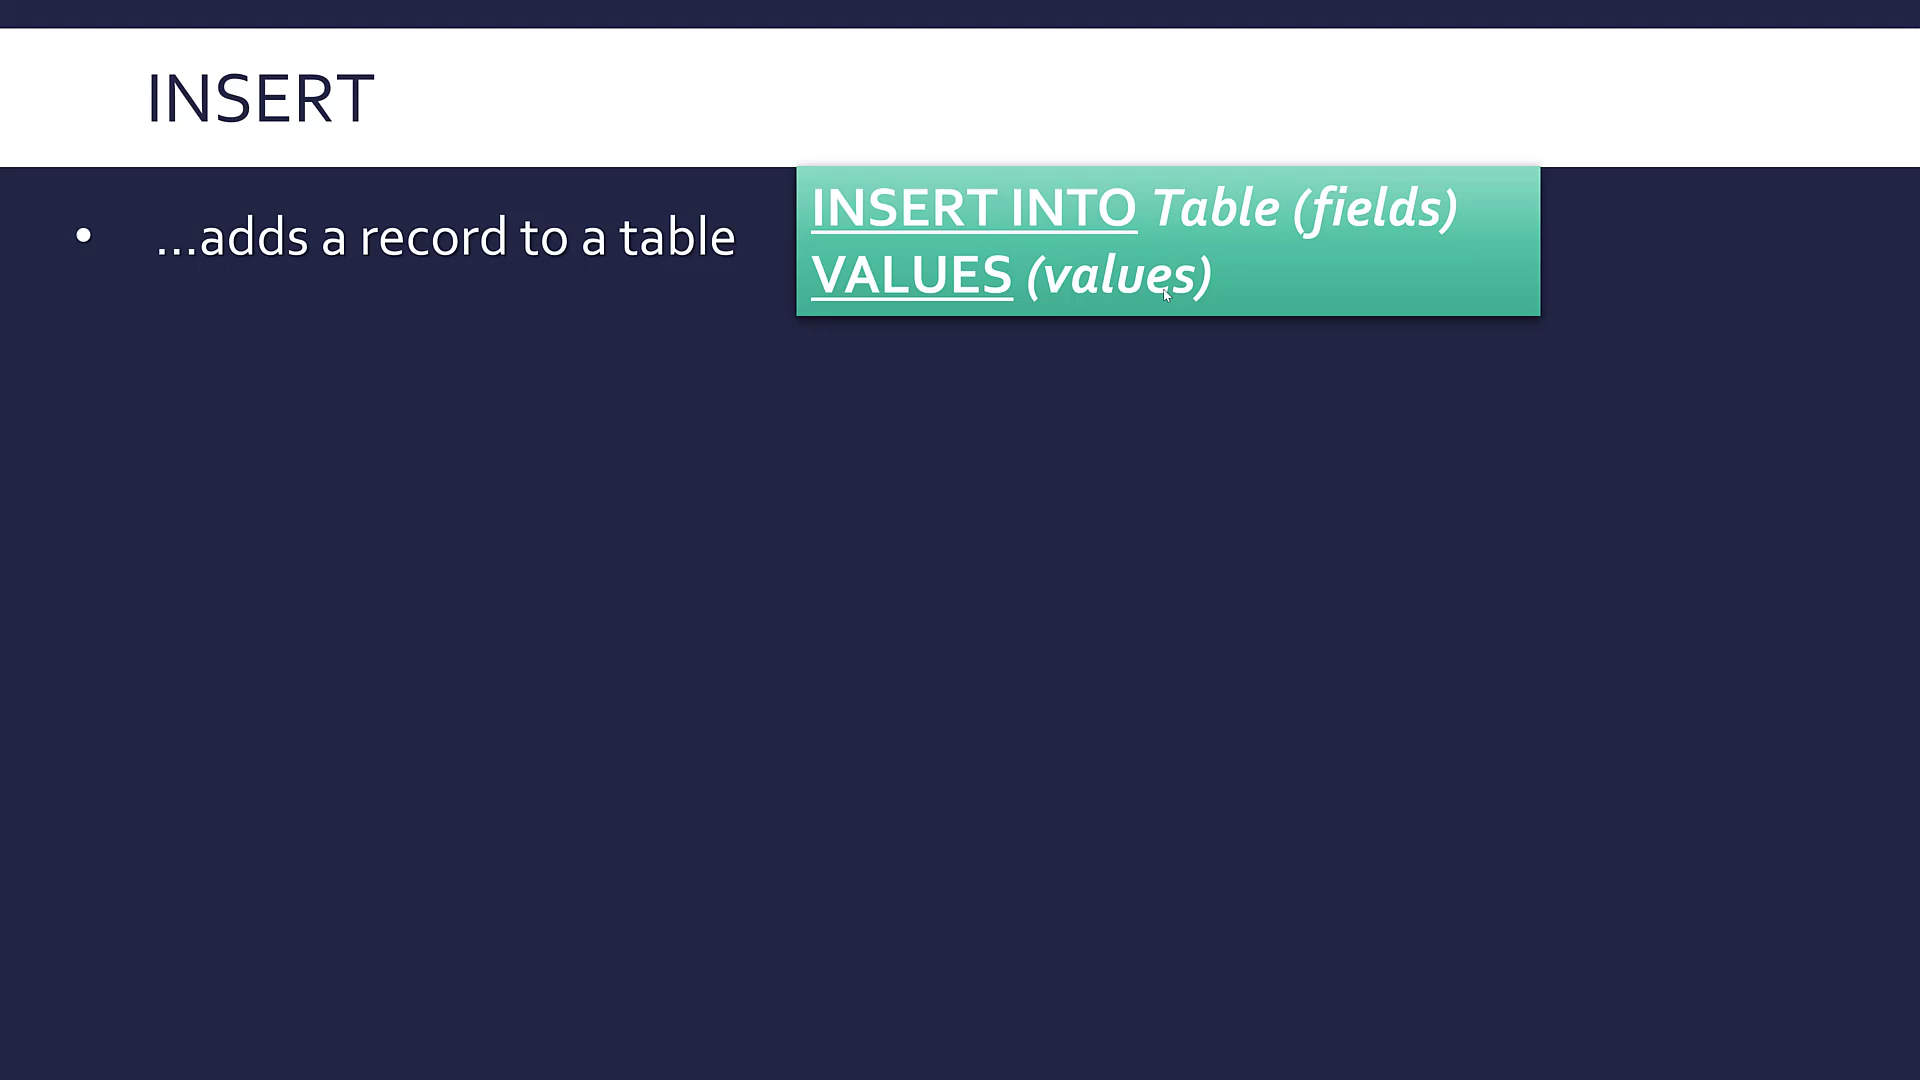 INSERT
• ...adds a record to a table
INSERT INTO Table (fields)
VALUES (values)